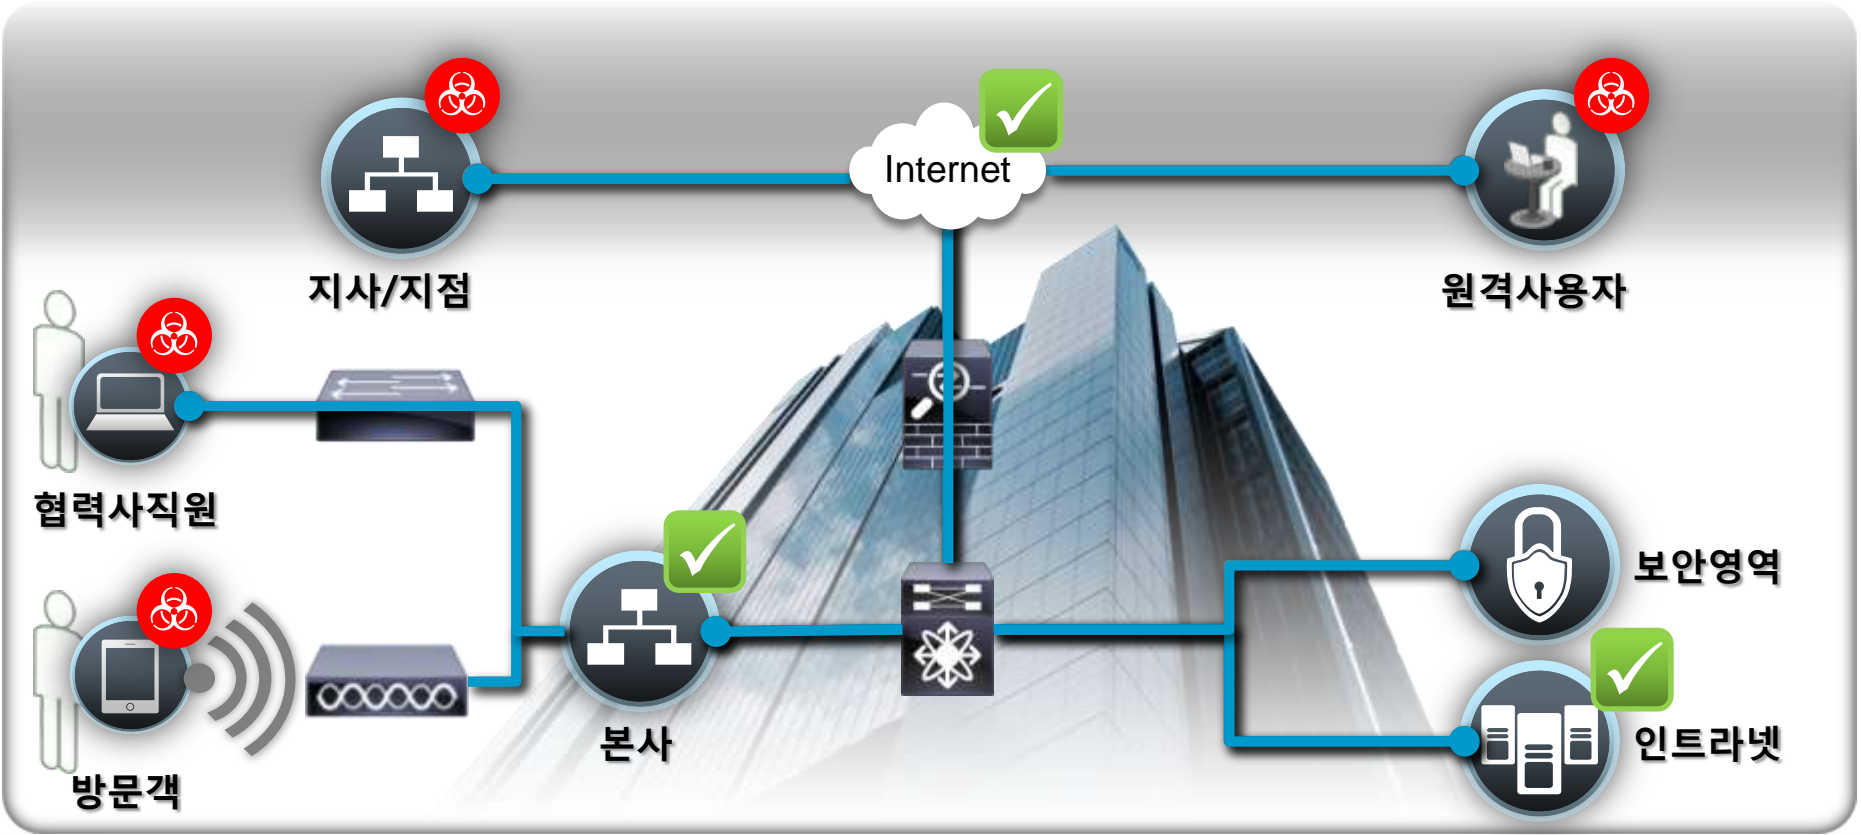 Internet
지사/지점
원격사용자
협력사직원
보안영역
본사
인트라넷
방문객